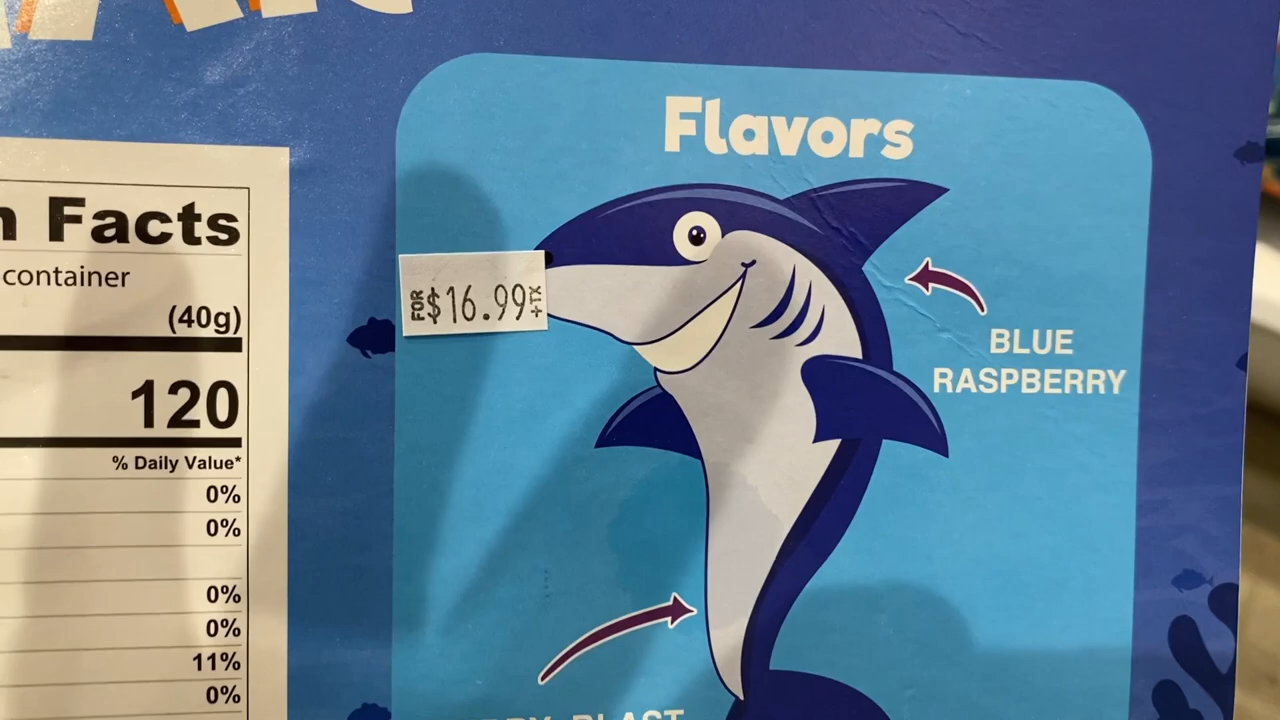 Facts
container
(40g)
120
% Daily Value*
0%
0%
0%
0%
11%
0%
Flavors
FOR $16.99 +TX
BLUE
RASPBERRY
BLAST